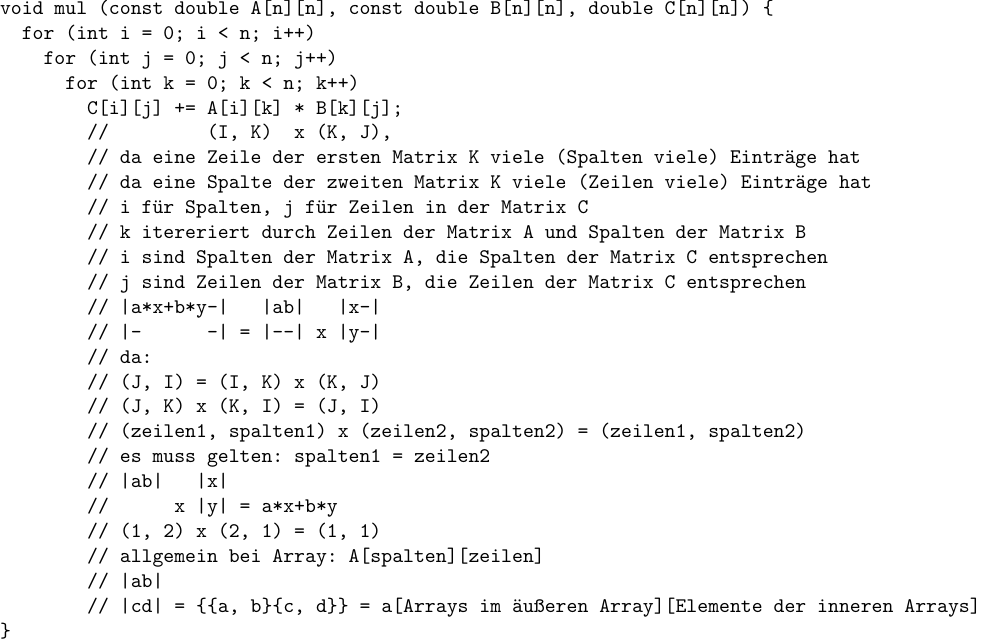 void mul (const double A[n][n], const double B[n][n], double C[n][n]) {
  for (int i = 0; i < n; i++)
    for (int j = 0; j < n; j++)
      for (int k = 0; k < n; k++)
        C[i][j] += A[i][k] * B[k][j];
        //         (I, K)  x (K, J),
        // da eine Zeile der ersten Matrix K viele (Spalten viele) Einträge hat
        // da eine Spalte der zweiten Matrix K viele (Zeilen viele) Einträge hat
        // i für Spalten, j für Zeilen in der Matrix C
        // k itereriert durch Zeilen der Matrix A und Spalten der Matrix B
        // i sind Spalten der Matrix A, die Spalten der Matrix C entsprechen
        // j sind Zeilen der Matrix B, die Zeilen der Matrix C entsprechen
        // |a*x+b*y-|   |ab|   |x-|
        // |-      -| = |--| x |y-|
        // da:
        // (J, I) = (I, K) x (K, J)
        // (J, K) x (K, I) = (J, I)
        // (zeilen1, spalten1) x (zeilen2, spalten2) = (zeilen1, spalten2)
        // es muss gelten: spalten1 = zeilen2
        // |ab|   |x|
        //      x |y| = a*x+b*y
        // (1, 2) x (2, 1) = (1, 1)
        // allgemein bei Array: A[spalten][zeilen]
        // |ab|
        // |cd| = {{a, b}{c, d}} = a[Arrays im äußeren Array][Elemente der inneren Arrays]
}